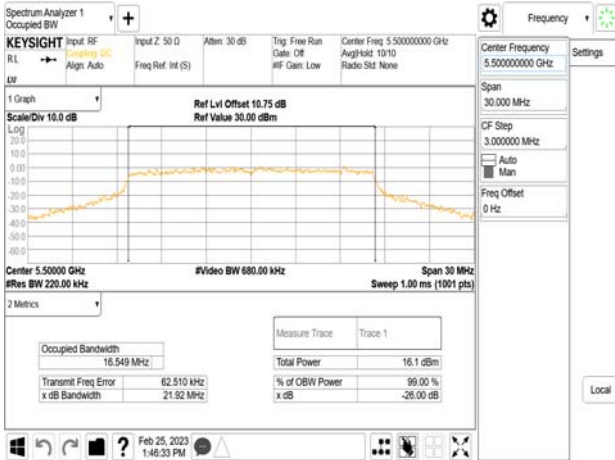 Spectrum Analyzer 1
Occupied BW
Frequency
KEYSIGHT
Input: RF
Coupling: DC
Align: Auto
Input Z: 50 Ω
Freq Ref: Int (S)
Atten: 30 dB
Trig: Free Run
Gate: Off
#IF Gain: Low
Center Freq: 5.500000000 GHz
Avg|Hold: 10/10
Radio Std: None
RL
LXI
Center Frequency
5.500000000 GHz
Settings
Span
30.000 MHz
CF Step
3.000000 MHz
Auto
Man
Freq Offset
0 Hz
Local
1 Graph
Scale/Div 10.0 dB
Ref Lvl Offset 10.75 dB
Ref Value 30.00 dBm
Log
20.0
10.0
0.00
-10.0
-20.0
-30.0
-40.0
-50.0
-60.0
Center 5.50000 GHz
#Res BW 220.00 kHz
#Video BW 680.00 kHz
Span 30 MHz
Sweep 1.00 ms (1001 pts)
2 Metrics
Measure Trace Trace 1
Occupied Bandwidth
16.549 MHz
Total Power 16.1 dBm
Transmit Freq Error 62.510 kHz
% of OBW Power 99.00 %
x dB Bandwidth 21.92 MHz
x dB -26.00 dB
Feb 25, 2023
1:46:33 PM